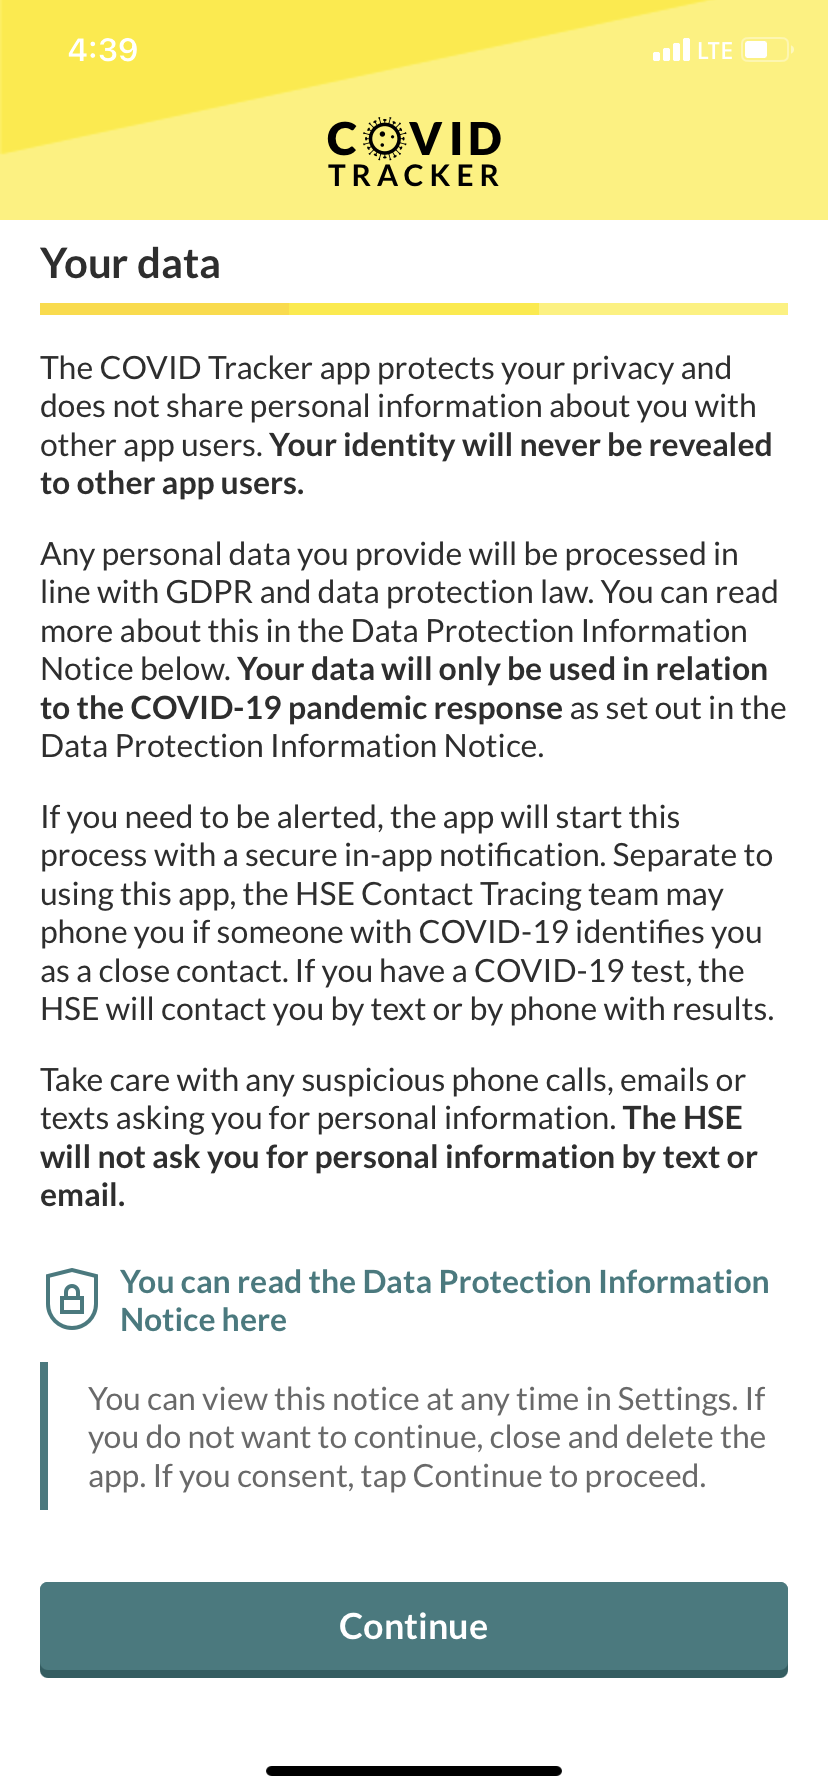 4:39
LTE
COVID
TRACKER
Your data
The COVID Tracker app protects your privacy and
does not share personal information about you with
other app users. Your identity will never be revealed
to other app users.
Any personal data you provide will be processed in
line with GDPR and data protection law. You can read
more about this in the Data Protection Information
Notice below. Your data will only be used in relation
to the COVID-19 pandemic response as set out in the
Data Protection Information Notice.
If you need to be alerted, the app will start this
process with a secure in-app notification. Separate to
using this app, the HSE Contact Tracing team may
phone you if someone with COVID-19 identifies you
as a close contact. If you have a COVID-19 test, the
HSE will contact you by text or by phone with results.
Take care with any suspicious phone calls, emails or
texts asking you for personal information. The HSE
will not ask you for personal information by text or
email.
You can read the Data Protection Information
Notice here
You can view this notice at any time in Settings. If
you do not want to continue, close and delete the
app. If you consent, tap Continue to proceed.
Continue